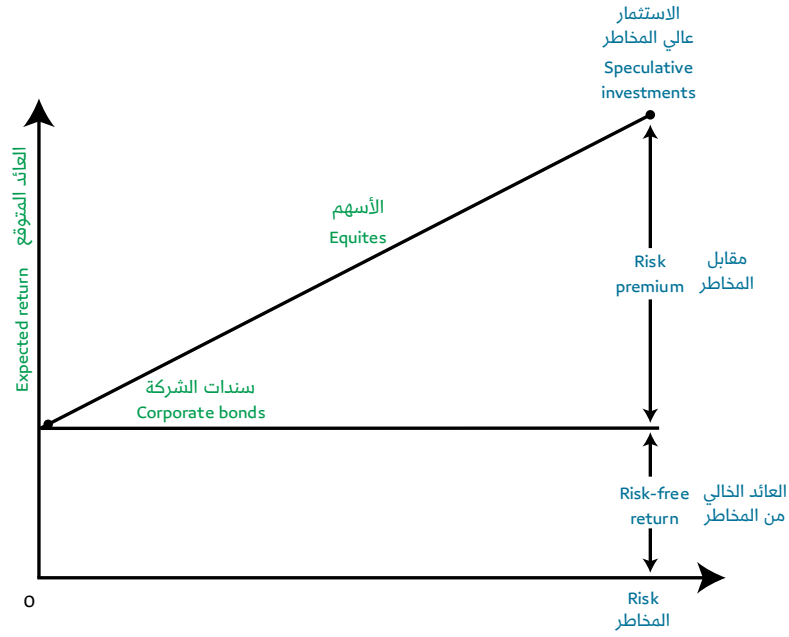 الاستثمار
عالي المخاطر
Speculative
investments
العائد المتوقع
Expected return
الأسهم
Equites
Risk
premium
مقابل
المخاطر
سندات الشركة
Corporate bonds
Risk-free
return
العائد الخالي
من المخاطر
0
Risk
المخاطر